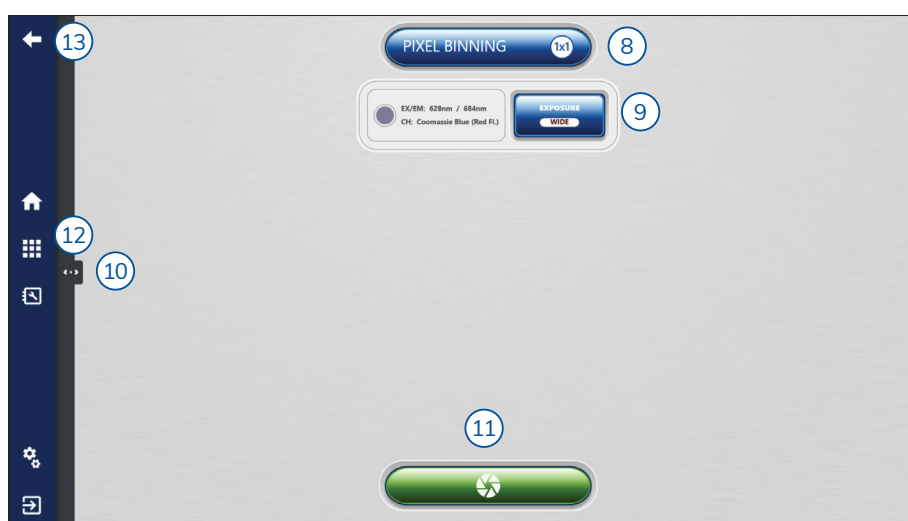 13
PIXEL BINNING 1x1
8
EX/EM: 628nm / 684nm
CH: Coomassie Blue (Red Fl.)
EXPOSURE
WIDE
9
12
10
11